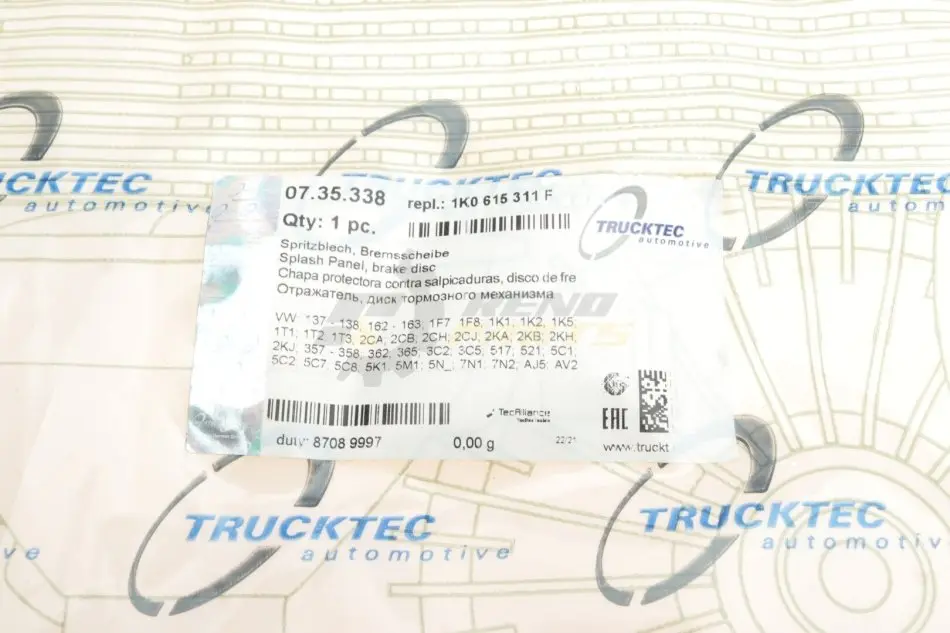 TRUCKTEC
TRUCKTEC
TRUCKTEC
07.35.338
repl.: 1K0 615 311 F
Qty: 1 pc.
TRUCKTEC
automotive
Spritzblech, Bremsscheibe
Splash Panel, brake disc
Chapa protectora contra salpicaduras, disco de fre
Отражатель, диск тормозного механизма
VW 137 - 138, 162 - 163, 1F7, 1F8, 1K1, 1K2, 1K5,
1T1, 1T2, 1T3, 2CA, 2CB, 2CH, 2CJ, 2KA, 2KB, 2KH,
2KJ, 357 - 358, 362, 365, 3C2, 3C5, 517, 521, 5C1,
5C2, 5C7, 5C8, 5K1, 5M1, 5N_, 7N1, 7N2, AJ5, AV2
TecAlliance
EAC
8708 9997
0,00 g
22/21
www.truckt
TRUCKTEC
automotive
TRUCKTEC
automotiv